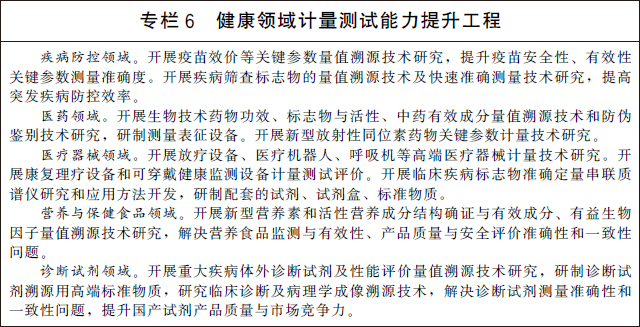 专栏6 健康领域计量测试能力提升工程
疾病防控领域。开展疫苗效价等关键参数量值溯源技术研究，提升疫苗安全性、有效性
关键参数测量准确度。开展疾病筛查标志物的量值溯源技术及快速准确测量技术研究，提高
突发疾病防控效率。
医药领域。开展生物技术药物功效、标志物与活性、中药有效成分量值溯源技术和防伪
鉴别技术研究，研制测量表征设备。开展新型放射性同位素药物关键参数计量技术研究。
医疗器械领域。开展放疗设备、医疗机器人、呼吸机等高端医疗器械计量技术研究。开
展康复理疗设备和可穿戴健康监测设备计量测试评价。开展临床疾病标志物准确定量串联质
谱仪研究和应用方法开发，研制配套的试剂、试剂盒、标准物质。
营养与保健食品领域。开展新型营养素和活性营养成分结构确证与有效成分、有益生物
因子量值溯源技术研究，解决营养食品监测与有效性、产品质量与安全评价准确性和一致性
问题。
诊断试剂领域。开展重大疾病体外诊断试剂及性能评价量值溯源技术研究，研制诊断试
剂溯源用高端标准物质，研究临床诊断及病理学成像溯源技术，解决诊断试剂测量准确性和
一致性问题，提升国产试剂产品质量与市场竞争力。